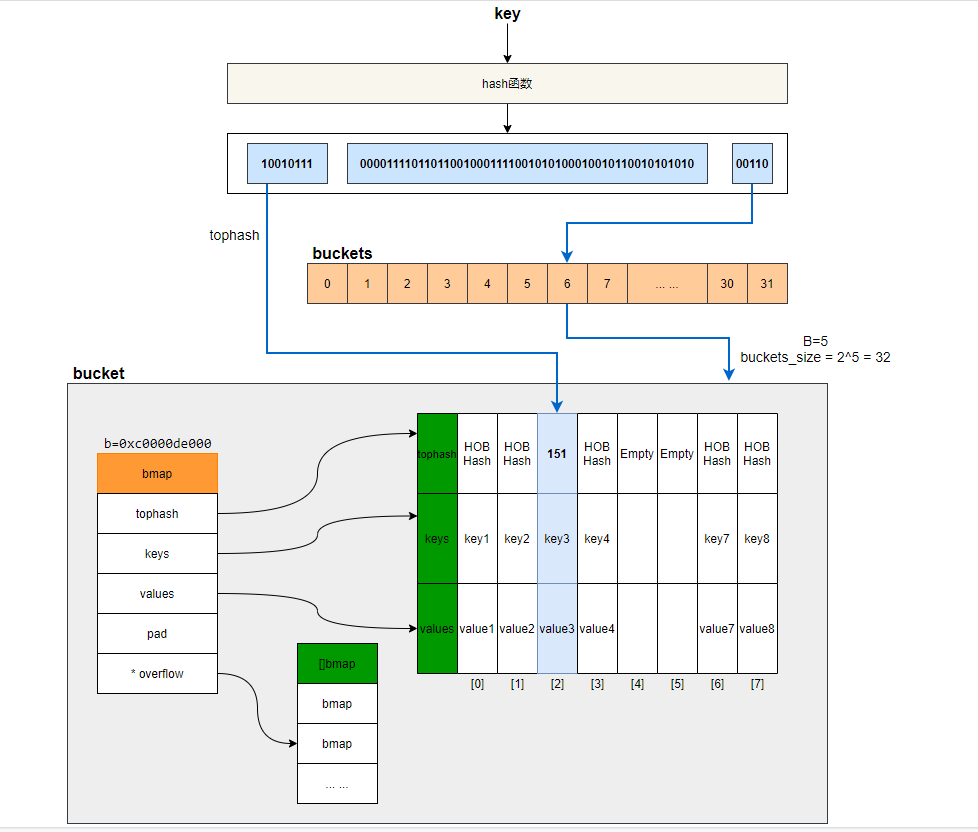 key
hash函数
10010111
00001111011011001000111100101010001001011001010​1010
00110
tophash
buckets
0 1 2 3 4 5 6 7 ... ... 30 31
B=5
buckets_size = 2^5 = 32
bucket
b=0xc0000de000
bmap
tophash
keys
values
pad
* overflow
[]bmap
bmap
bmap
... ...
tophash HOB Hash HOB Hash 151 HOB Hash Empty Empty HOB Hash HOB Hash
keys key1 key2 key3 key4 key7 key8
values value1 value2 value3 value4 value7 value8
[0] [1] [2] [3] [4] [5] [6] [7]